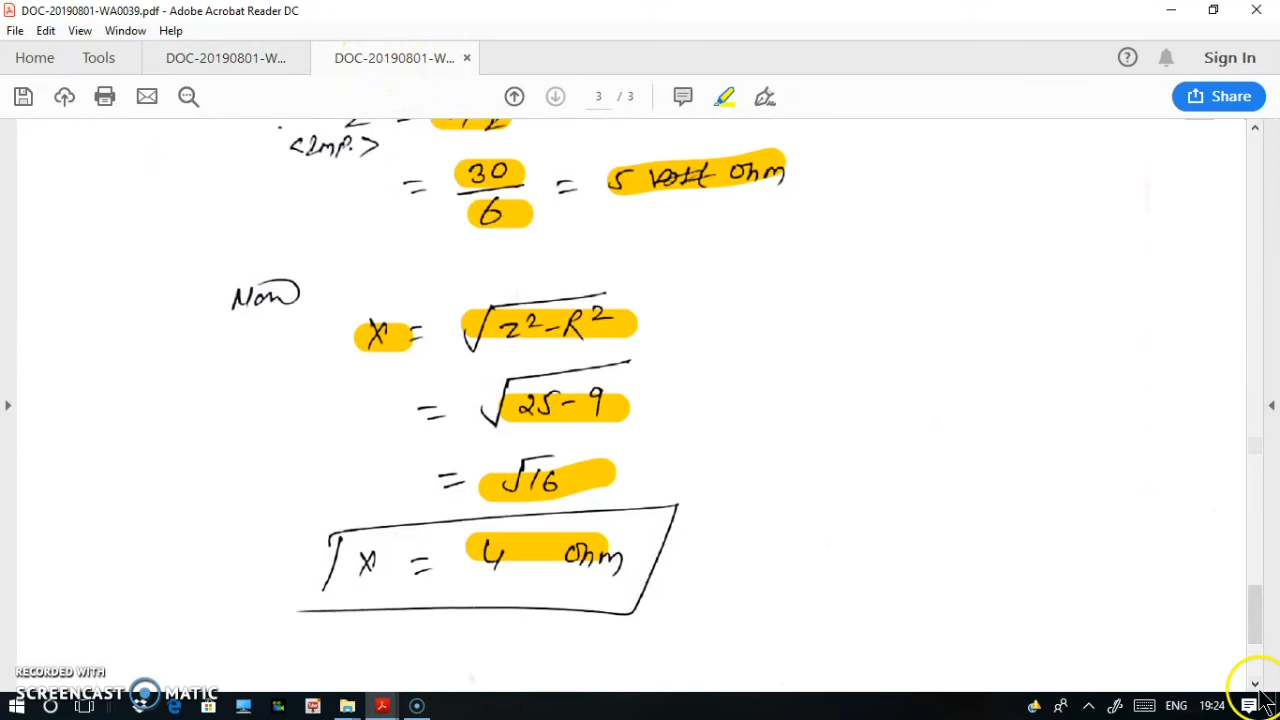 DOC-20190801-WA0039.pdf - Adobe Acrobat Reader DC
File Edit View Window Help
Home Tools DOC-20190801-W... DOC-20190801-W... × Sign In
3 / 3 Share
<Imp.>
= 30/6 = 5 volt ohm
Now
X = √z²-R²
= √25-9
= √16
X = 4 ohm
RECORDED WITH
SCREENCAST MATIC
ENG 19:24